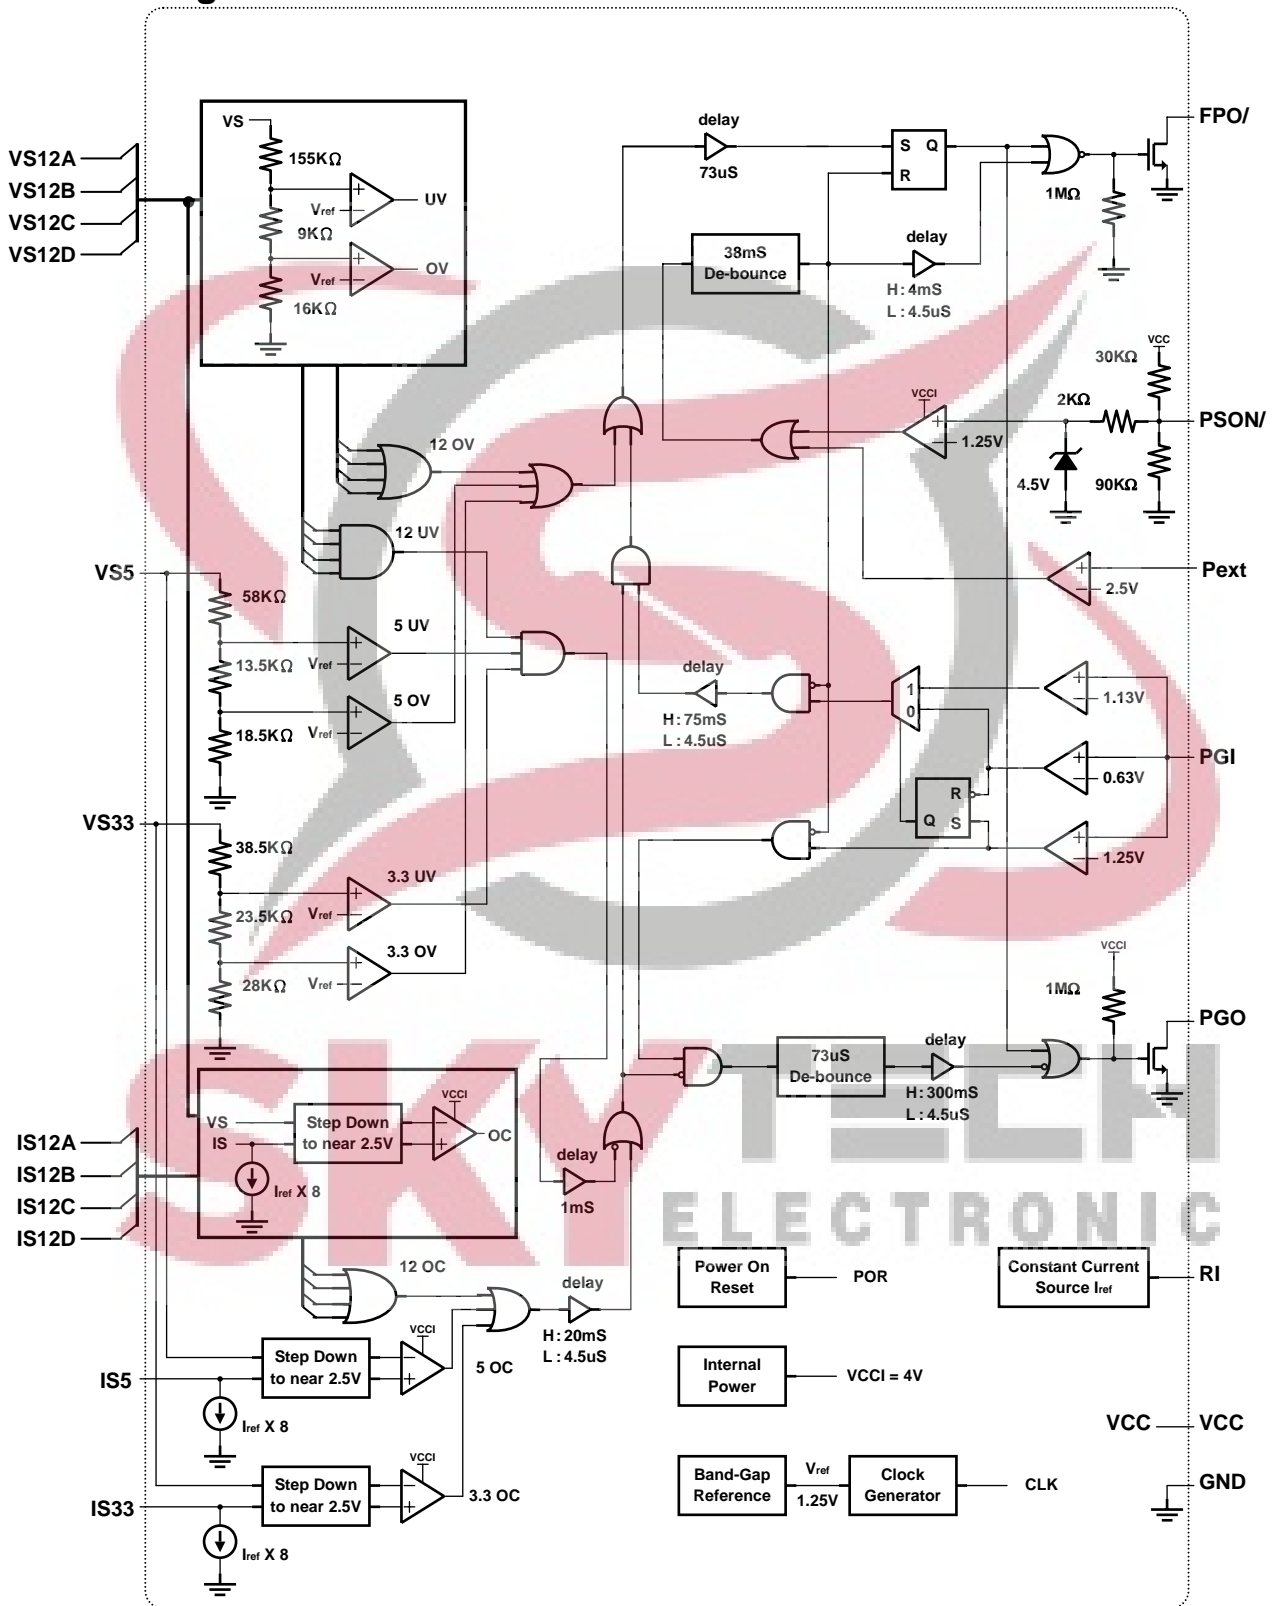 g
FPO/
VS
155KΩ
UV
Vref
9KΩ
OV
Vref
16KΩ
VS12A
VS12B
VS12C
VS12D
delay
73uS
S Q
R
1MΩ
38mS
De-bounce
delay
H : 4mS
L : 4.5uS
VCC
30KΩ
2KΩ
PSON/
VCCI
1.25V
4.5V
90KΩ
12 OV
12 UV
VS5
58KΩ
5 UV
13.5KΩ
Vref
5 OV
18.5KΩ
Vref
Pext
2.5V
delay
H : 75mS
L : 4.5uS
1
0
1.13V
PGI
0.63V
R
Q S
1.25V
VS33
38.5KΩ
3.3 UV
23.5KΩ
Vref
3.3 OV
28KΩ
Vref
VCCI
1MΩ
PGO
73uS
De-bounce
delay
H : 300mS
L : 4.5uS
IS12A
IS12B
IS12C
IS12D
VS
IS
Step Down
to near 2.5V
VCCI
OC
Iref X 8
delay
1mS
SKY TECH
ELECTRONIC
12 OC
delay
H : 20mS
L : 4.5uS
Power On
Reset
POR
Constant Current
Source Iref
RI
VCCI
Step Down
to near 2.5V
5 OC
IS5
Iref X 8
Internal
Power
VCCI = 4V
VCC
VCC
VCCI
Step Down
to near 2.5V
3.3 OC
IS33
Iref X 8
Band-Gap
Reference
Vref
1.25V
Clock
Generator
CLK
GND